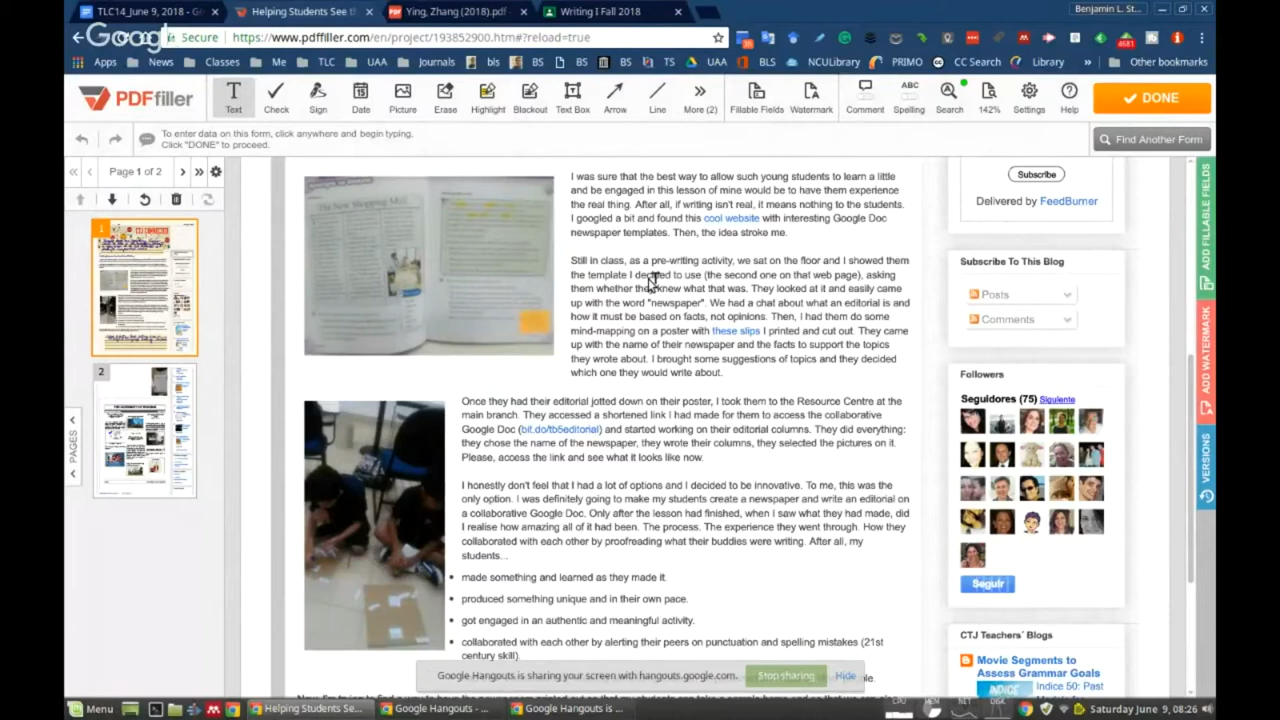 TLC14_June 9, 2018 - G
Helping Students See th
Ying, Zhang (2018).pdf -
Writing I Fall 2018
Benjamin L. St...
Secure
https://www.pdffiller.com/en/project/193852900.htm#?reload=true
Apps News Classes Me TLC UAA Journals bls BS BS BS TS UAA BLS NCULibrary PRIMO CC Search Library » Other bookmarks
PDFfiller
Text Check Sign Date Picture Erase Highlight Blackout Text Box Arrow Line More (2) Fillable Fields Watermark Comment Spelling Search 142% Settings Help
DONE
To enter data on this form, click anywhere and begin typing.
Click "DONE" to proceed.
Find Another Form
Page 1 of 2
1
2
PAGES
I was sure that the best way to allow such young students to learn a little
and be engaged in this lesson of mine would be to have them experience
the real thing. After all, if writing isn't real, it means nothing to the students.
I googled a bit and found this cool website with interesting Google Doc
newspaper templates. Then, the idea stroke me.
Still in class, as a pre-writing activity, we sat on the floor and I showed them
the template I decided to use (the second one on that web page), asking
them whether they knew what that was. They looked at it and easily came
up with the word "newspaper". We had a chat about what an editorial is and
how it must be based on facts, not opinions. Then, I had them do some
mind-mapping on a poster with these slips I printed and cut out. They came
up with the name of their newspaper and the facts to support the topics
they wrote about. I brought some suggestions of topics and they decided
which one they would write about.
Once they had their editorial jotted down on their poster, I took them to the Resource Centre at the
main branch. They accessed a shortened link I had made for them to access the collaborative
Google Doc (bit.do/tb5editorial) and started working on their editorial columns. They did everything:
they chose the name of the newspaper, they wrote their columns, they selected the pictures on it.
Please, access the link and see what it looks like now.
I honestly don't feel that I had a lot of options and I decided to be innovative. To me, this was the
only option. I was definitely going to make my students create a newspaper and write an editorial on
a collaborative Google Doc. Only after the lesson had finished, when I saw what they had made, did
I realise how amazing all of it had been. The process. The experience they went through. How they
collaborated with each other by proofreading what their buddies were writing. After all, my
students...
• made something and learned as they made it.
• produced something unique and in their own pace.
• got engaged in an authentic and meaningful activity.
• collaborated with each other by alerting their peers on punctuation and spelling mistakes (21st
century skill).
Subscribe
Delivered by FeedBurner
Subscribe To This Blog
Posts
Comments
Followers
Seguidores (75) Siguiente
Seguir
CTJ Teachers' Blogs
Movie Segments to
Assess Grammar Goals
Indice 50: Past
ADD FILLABLE FIELDS
ADD WATERMARK
VERSIONS
Google Hangouts is sharing your screen with hangouts.google.com. Stop sharing Hide
Menu
Helping Students Se...
Google Hangouts - ...
Google Hangouts is ...
CPU MEM NET DISK
Saturday June 9, 08:26